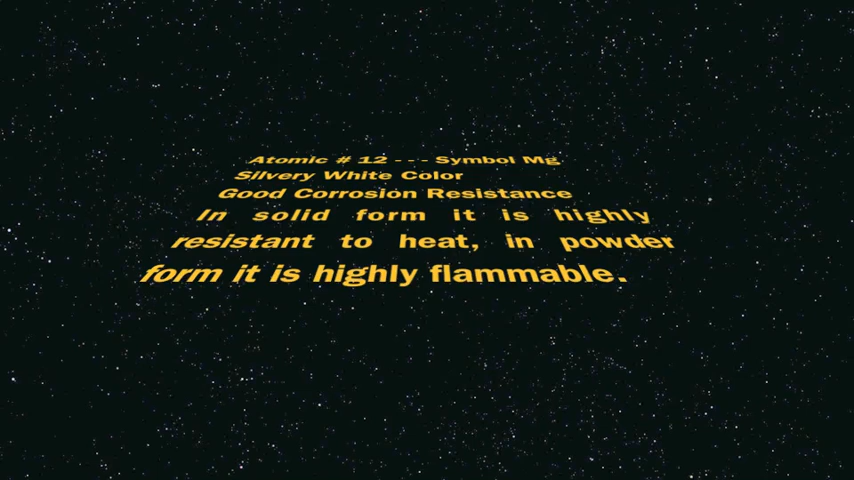 Atomic # 12 - - - Symbol Mg
Silvery White Color
Good Corrosion Resistance
In solid form it is highly
resistant to heat, in powder
form it is highly flammable.